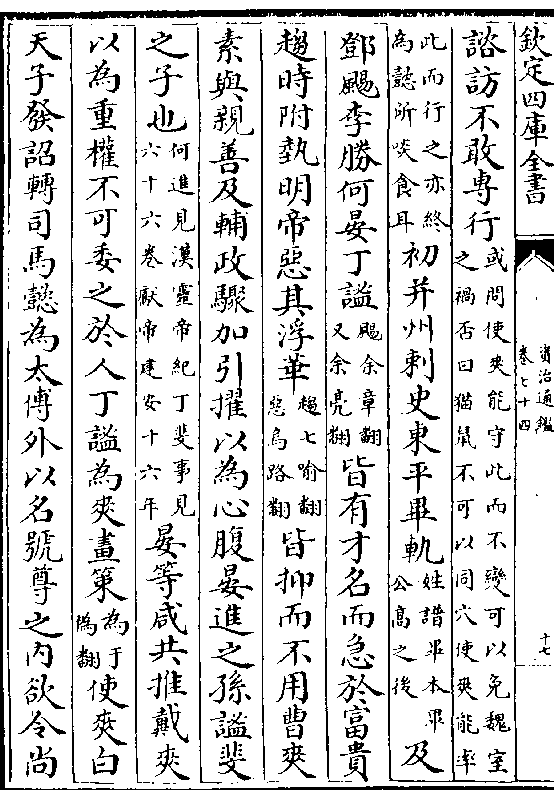 欽定四庫全書
資治通鑑
卷七十四
十七
諮訪不敢專行或問使爽能守此而不變可以免魏室之禍否曰猫鼠不可以同穴使爽能率
此而行之亦終為懿所啖食耳初并州刺史東平畢軌姓譜畢本畢公髙之後及
鄧颺李勝何晏丁謐颺余章翻又余亮翻皆有才名而急於富貴
趨時附埶明帝惡其浮華趨七喻翻惡烏路翻皆抑而不用曹爽
素與親善及輔政驟加引擢以為心腹晏進之孫謐斐
之子也何進見漢靈帝紀丁斐事見六十六卷獻帝建安十六年晏等咸共推戴爽
以為重權不可委之於人丁謐為爽畫策為于偽翻使爽白
天子發詔轉司馬懿為太傅外以名號尊之内欲令尚